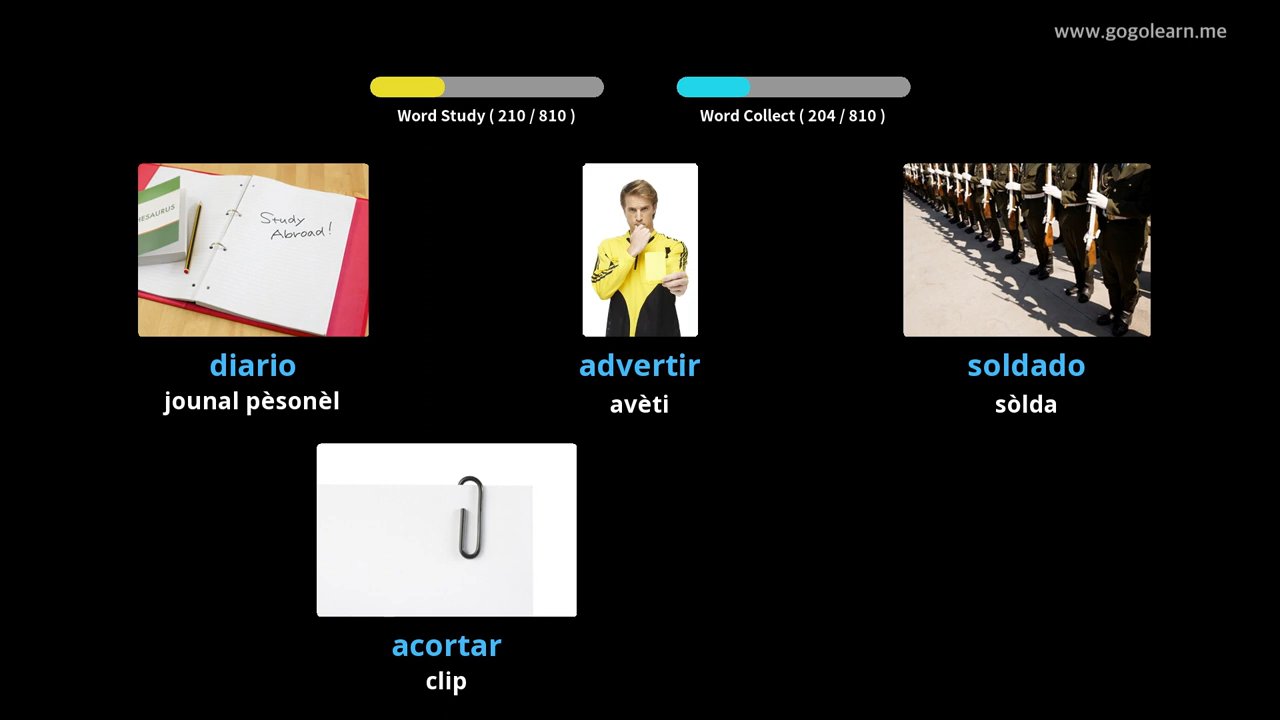 www.gogolearn.me
Word Study ( 210 / 810 )
Word Collect ( 204 / 810 )
HESAURUS
Study
Abroad!
diario
advertir
soldado
jounal pèsonèl
avèti
sòlda
acortar
clip